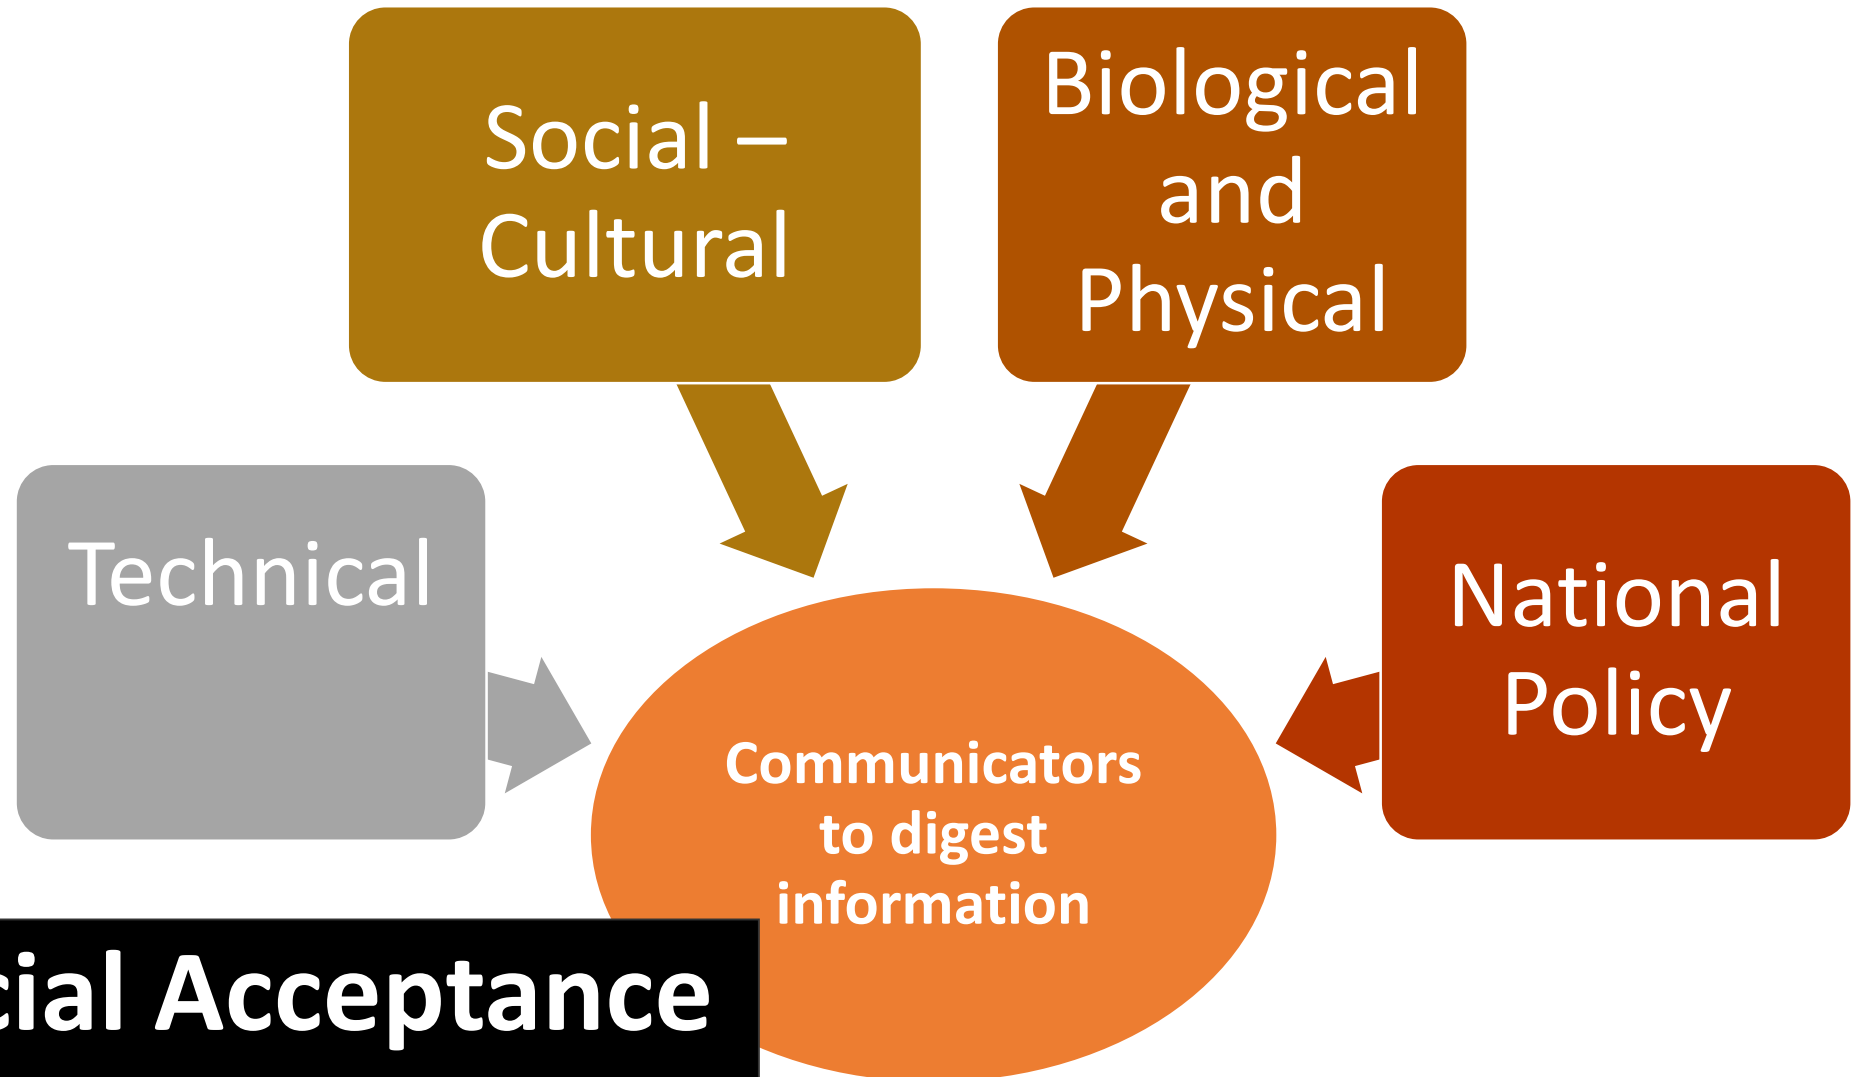 Social –
Cultural
Biological
and
Physical
Technical
National
Policy
Communicators
to digest
information
cial Acceptance